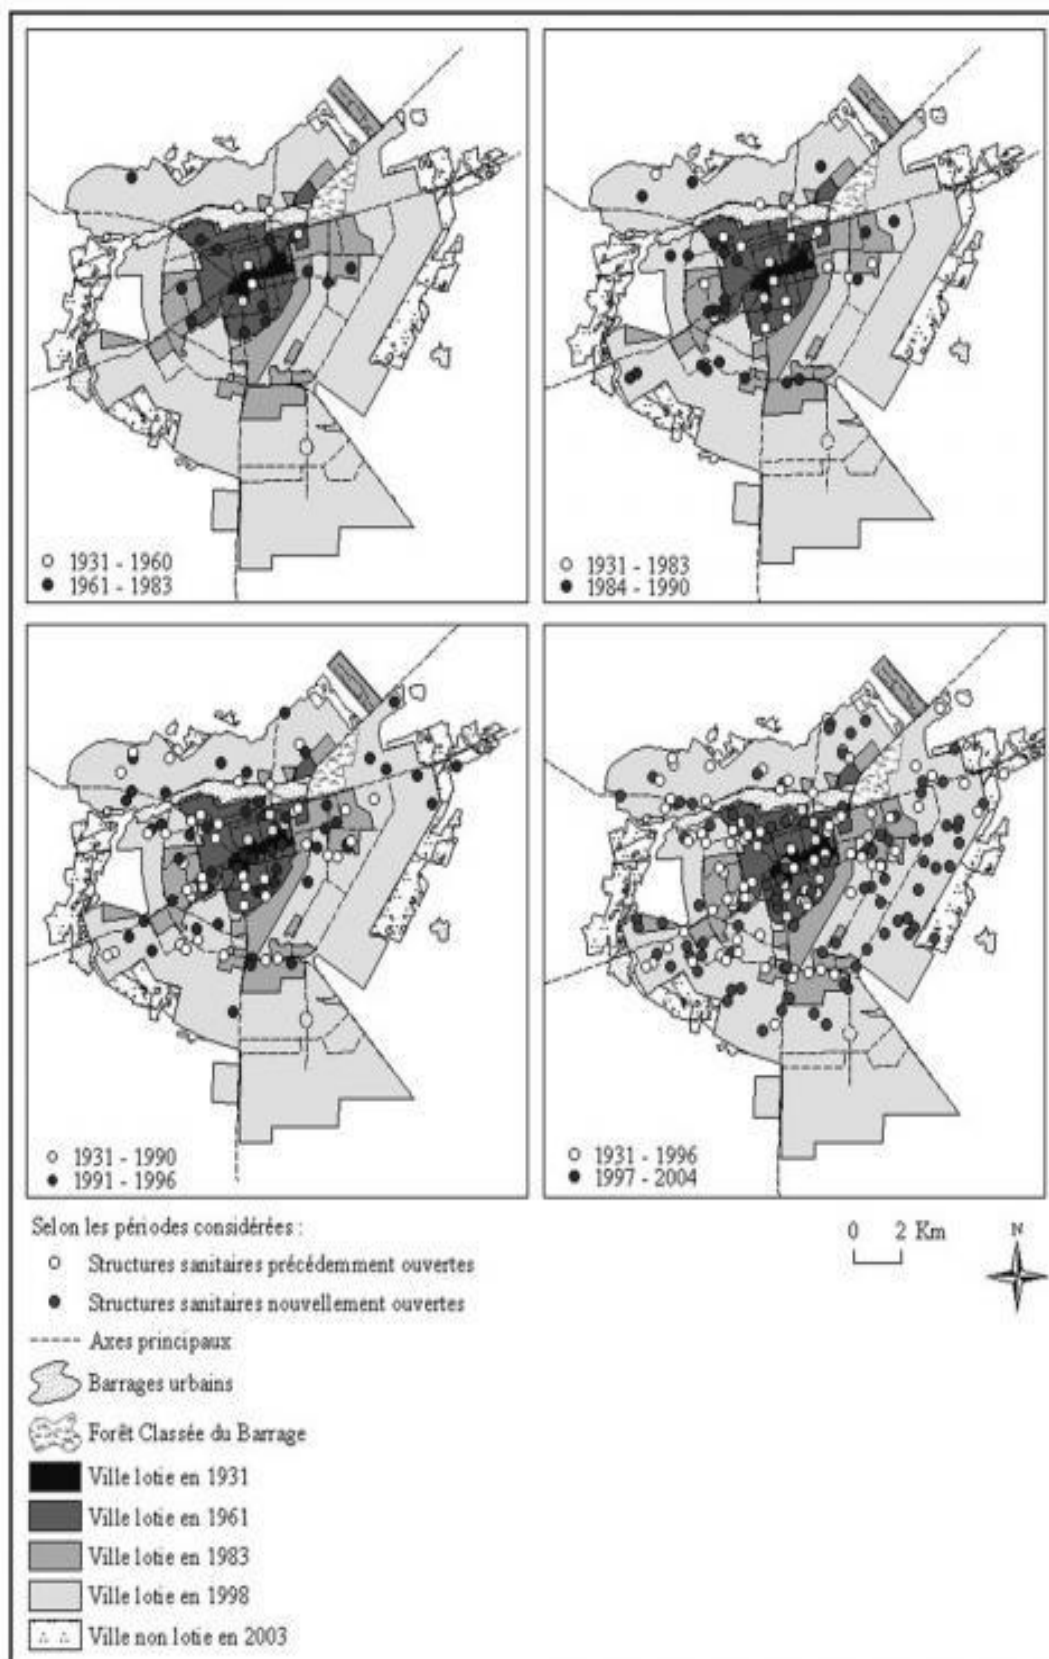 1931 - 1960
1961 - 1983
1931 - 1983
1984 - 1990
1931 - 1990
1991 - 1996
1931 - 1996
1997 - 2004
Selon les périodes considérées :
Structures sanitaires précédemment ouvertes
Structures sanitaires nouvellement ouvertes
Axes principaux
Barrages urbains
Forêt Classée du Barrage
Ville lotie en 1931
Ville lotie en 1961
Ville lotie en 1983
Ville lotie en 1998
Ville non lotie en 2003
0 2 Km
N